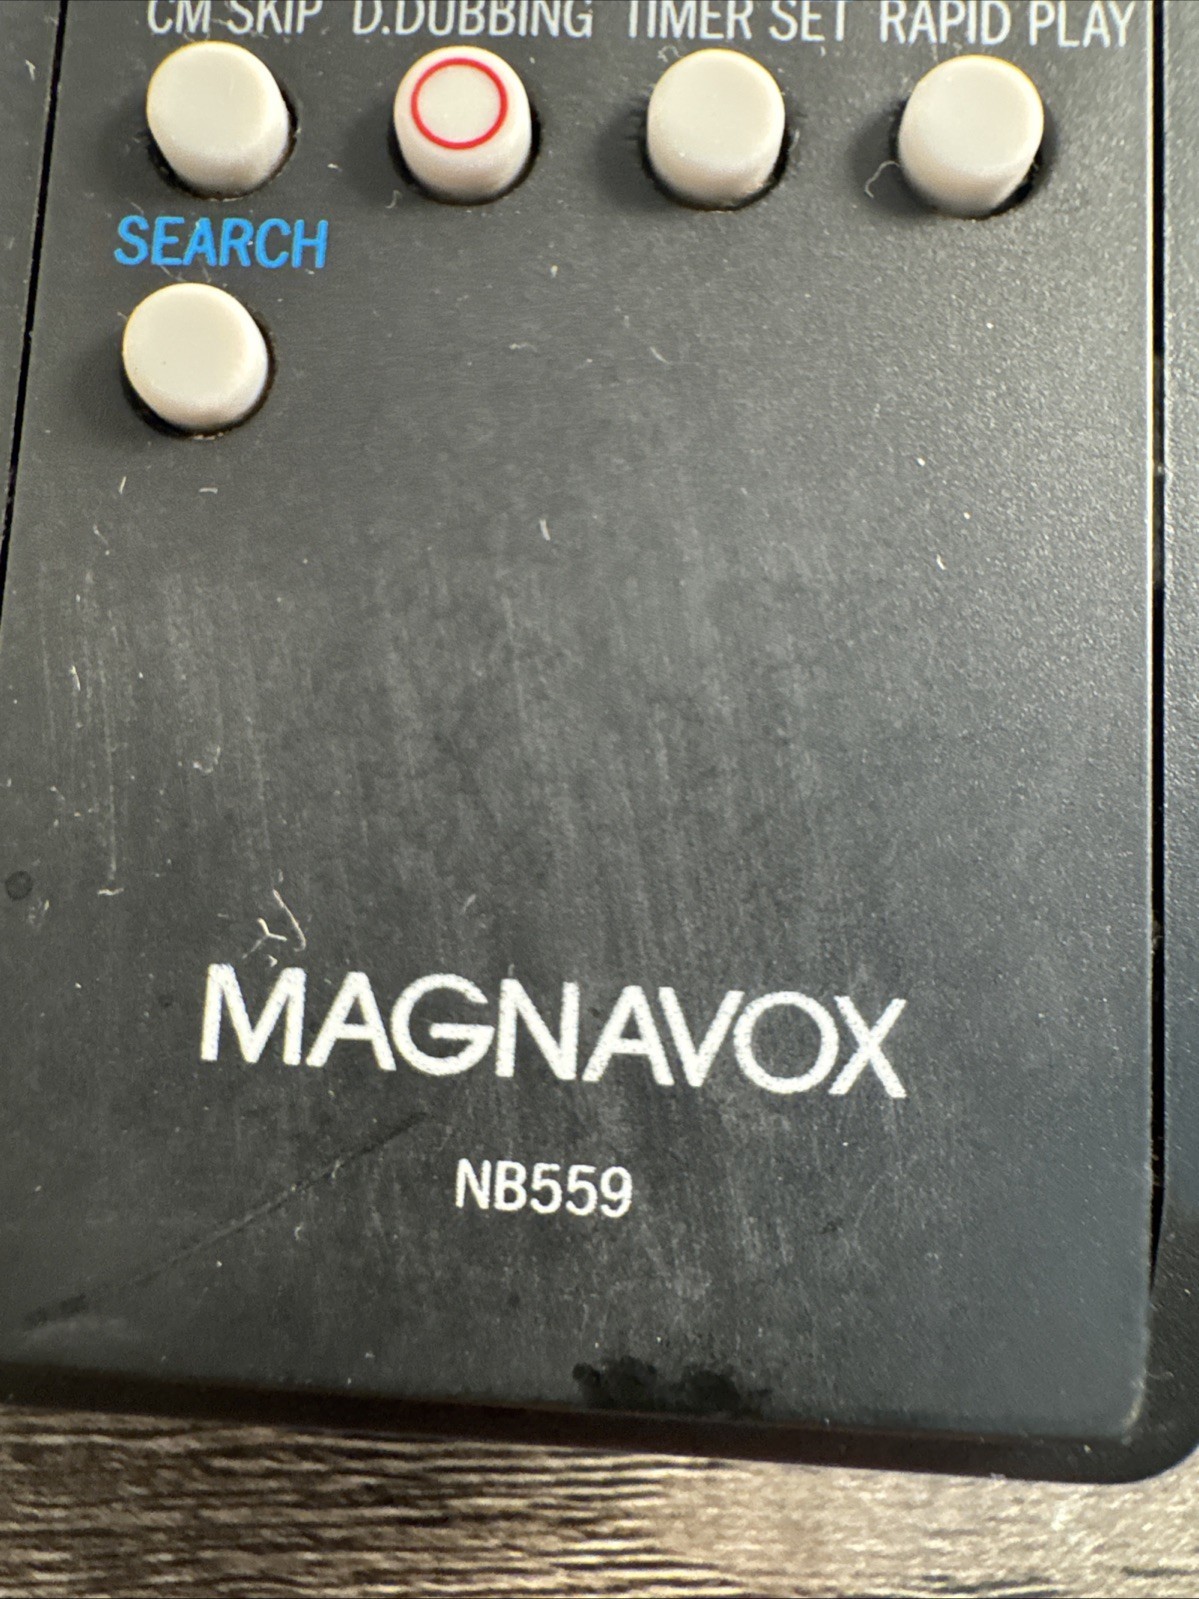 CM SKIP D.DUBBING TIMER SET RAPID PLAY
SEARCH
MAGNAVOX
NB559